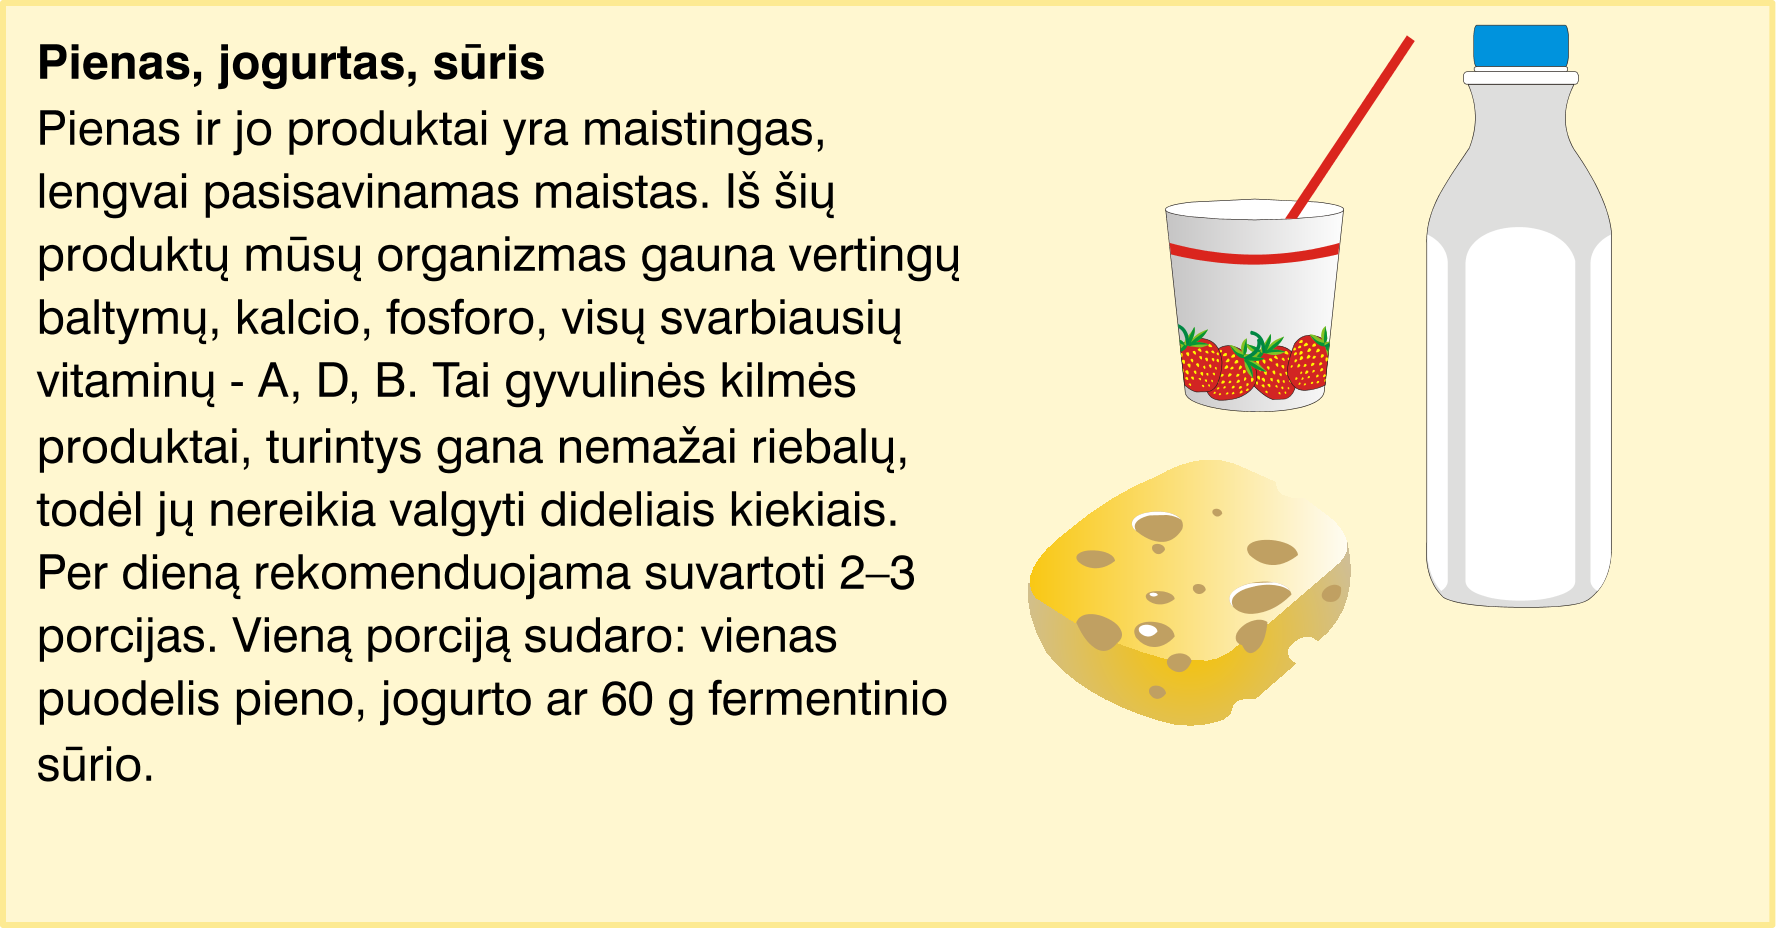 Pienas, jogurtas, sūris
Pienas ir jo produktai yra maistingas,
lengvai pasisavinamas maistas. Iš šių
produktų mūsų organizmas gauna vertingų
baltymų, kalcio, fosforo, visų svarbiausių
vitaminų - A, D, B. Tai gyvulinės kilmės
produktai, turintys gana nemažai riebalų,
todėl jų nereikia valgyti dideliais kiekiais.
Per dieną rekomenduojama suvartoti 2–3
porcijas. Vieną porciją sudaro: vienas
puodelis pieno, jogurto ar 60 g fermentinio
sūrio.